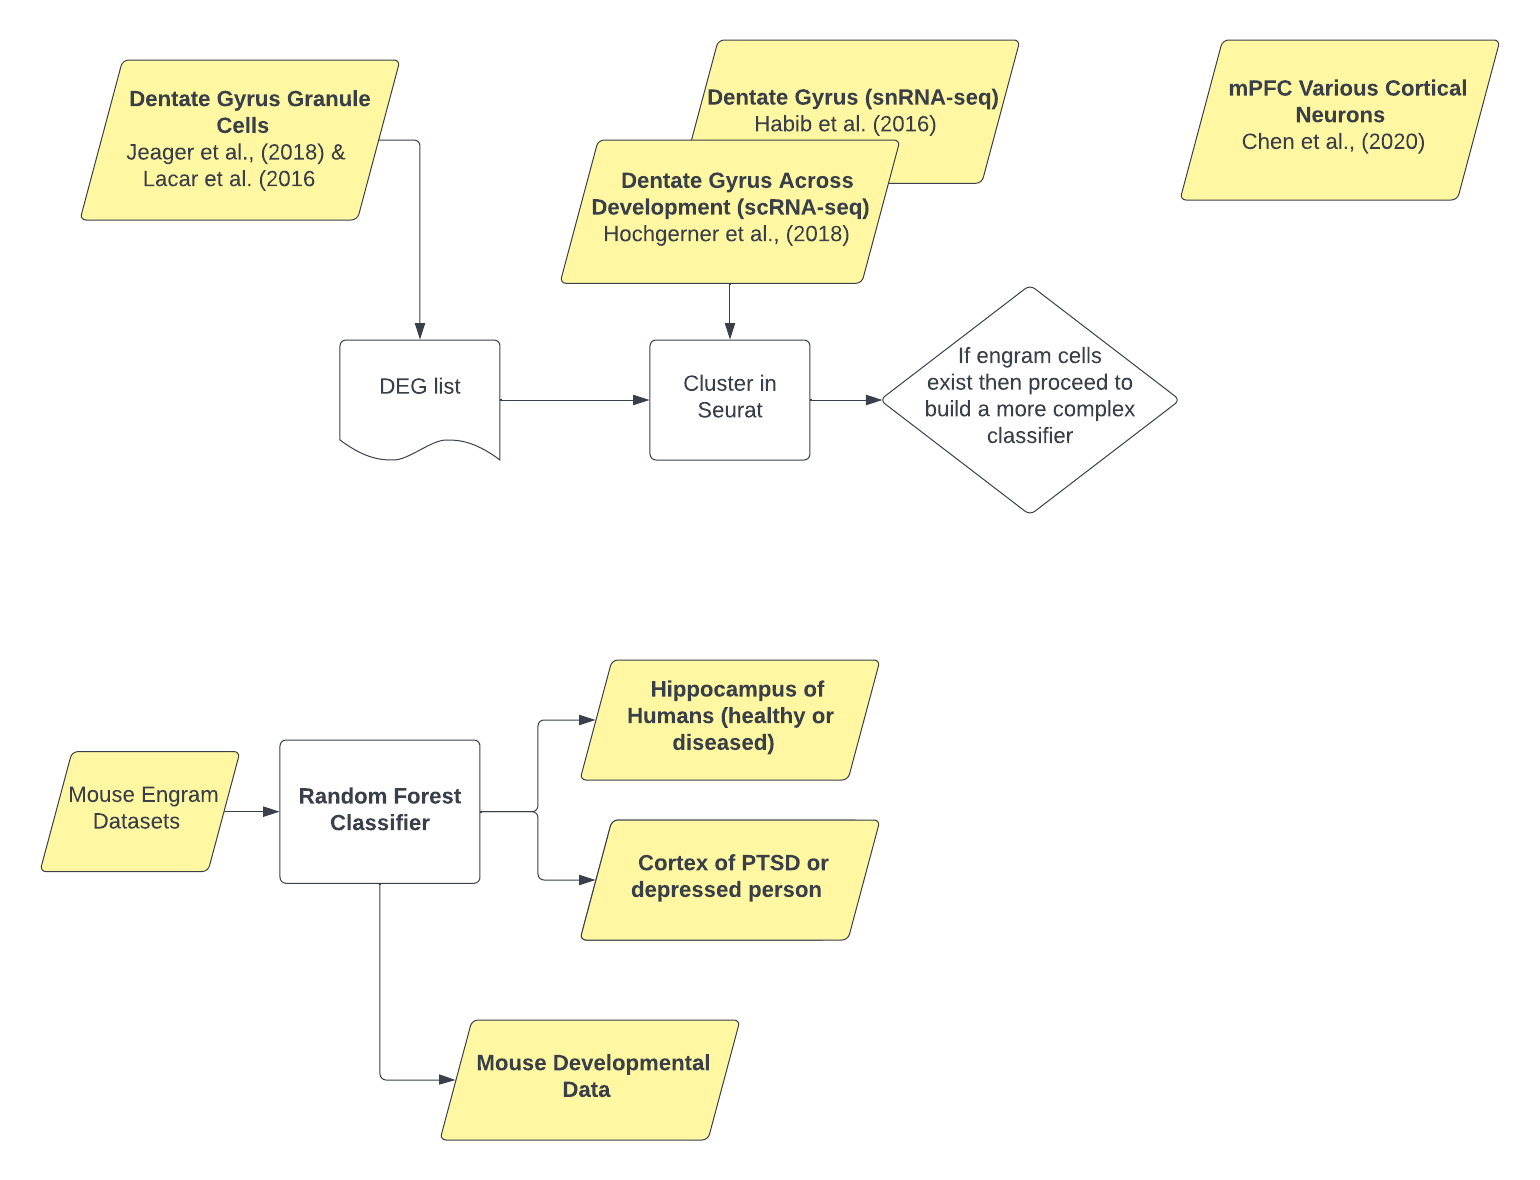 Dentate Gyrus Granule
Cells
Jeager et al., (2018) &
Lacar et al. (2016
Dentate Gyrus (snRNA-seq)
Habib et al. (2016)
Dentate Gyrus Across
Development (scRNA-seq)
Hochgerner et al., (2018)
mPFC Various Cortical
Neurons
Chen et al., (2020)
DEG list
Cluster in
Seurat
If engram cells
exist then proceed to
build a more complex
classifier
Mouse Engram
Datasets
Random Forest
Classifier
Hippocampus of
Humans (healthy or
diseased)
Cortex of PTSD or
depressed person
Mouse Developmental
Data